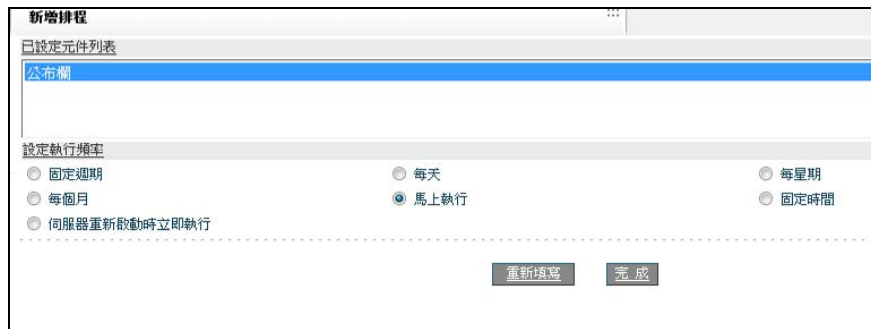 新增排程
已設定元件列表
公布欄
設定執行頻率
固定週期 每天 每星期
每個月 馬上執行 固定時間
伺服器重新啟動時立即執行
重新填寫 完 成